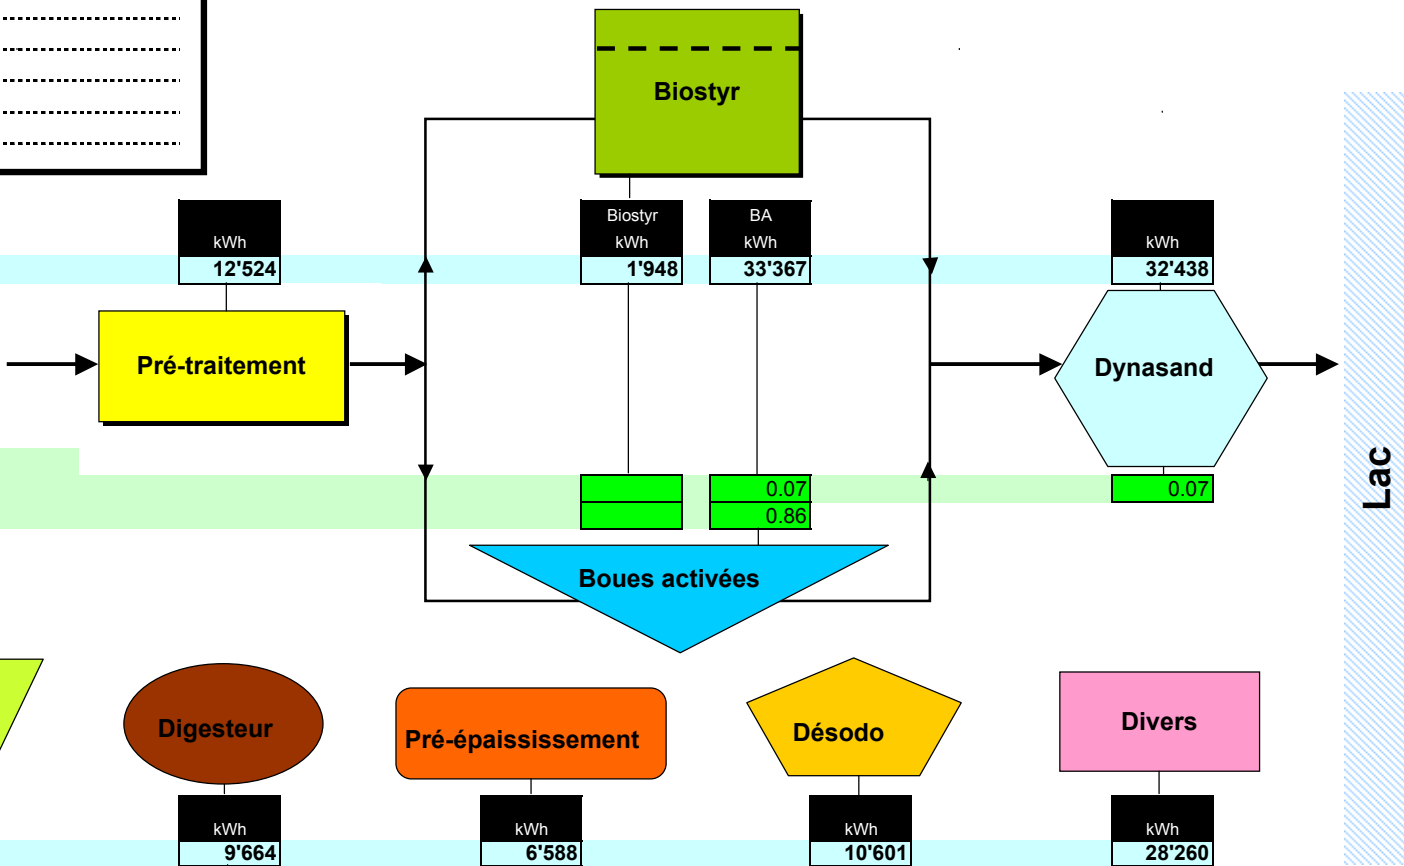 Biostyr
Biostyr
BA
kWh
kWh
kWh
kWh
12'524
1'948
33'367
32'438
Pré-traitement
Dynasand
0.07
0.07
0.86
Lac
Boues activées
Digesteur
Pré-épaississement
Désodo
Divers
kWh
kWh
kWh
kWh
9'664
6'588
10'601
28'260